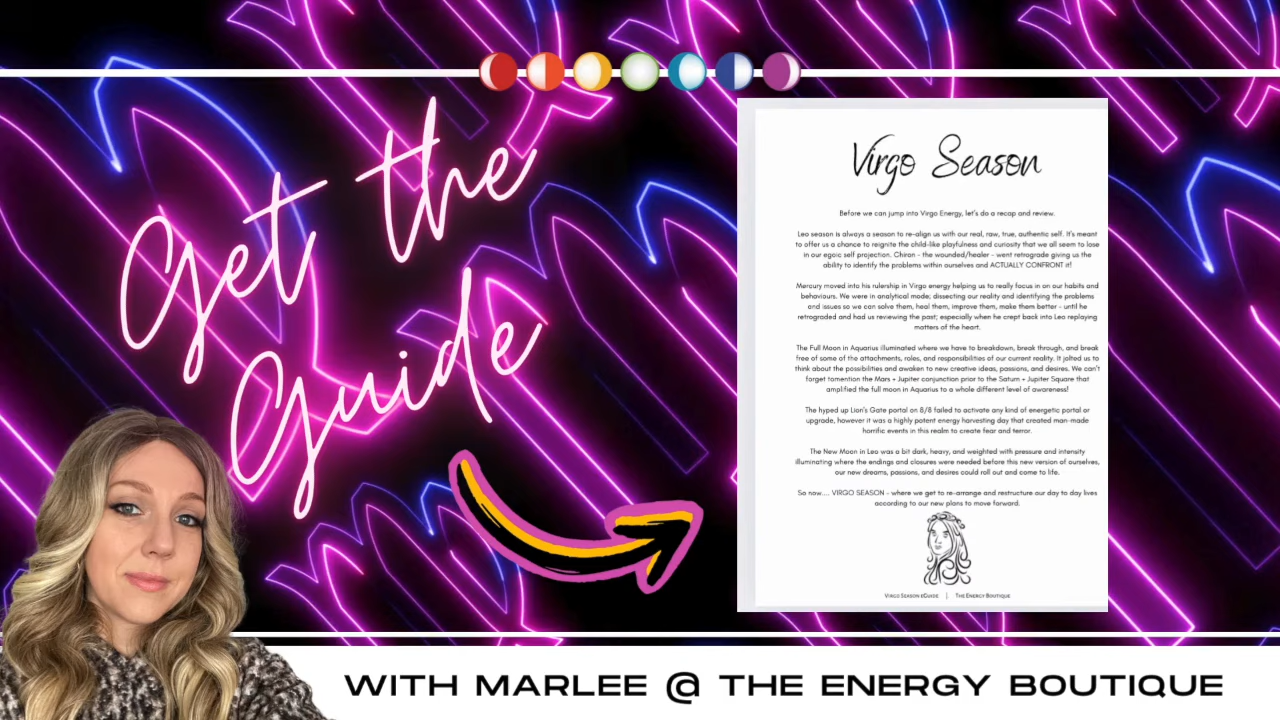 Get the
Guide
Virgo Season
Before we can jump into Virgo Energy, let's do a recap and review.
Leo season is always a season to re-align us with our real, raw, true, authentic self. It's meant
to offer us a chance to reignite the child-like playfulness and curiosity that we all seem to lose
in our egoic self projection. Chiron - the wounded/healer - went retrograde giving us the
ability to identify the problems within ourselves and ACTUALLY CONFRONT it!
Mercury moved into his rulership in Virgo energy helping us to really focus in on our habits and
behaviours. We were in analytical mode; dissecting our reality and identifying the problems
and issues so we can solve them, heal them, improve them, make them better - until he
retrograded and had us reviewing the past; especially when he crept back into Leo replaying
matters of the heart.
The Full Moon in Aquarius illuminated where we have to breakdown, break through, and break
free of some of the attachments, roles, and responsibilities of our current reality. It jolted us to
think about the possibilities and awaken to new creative ideas, passions, and desires. We can't
forget tomention the Mars + Jupiter conjunction prior to the Saturn + Jupiter Square that
amplified the full moon in Aquarius to a whole different level of awareness!
The hyped up Lion's Gate portal on 8/8 failed to activate any kind of energetic portal or
upgrade, however it was a highly potent energy harvesting day that created man-made
horrific events in this realm to create fear and terror.
The New Moon in Leo was a bit dark, heavy, and weighted with pressure and intensity
illuminating where the endings and closures were needed before this new version of ourselves,
our new dreams, passions, and desires could roll out and come to life.
So now.... VIRGO SEASON - where we get to re-arrange and restructure our day to day lives
according to our new plans to move forward.
Virgo Season eGuide | The Energy Boutique
WITH MARLEE @ THE ENERGY BOUTIQUE